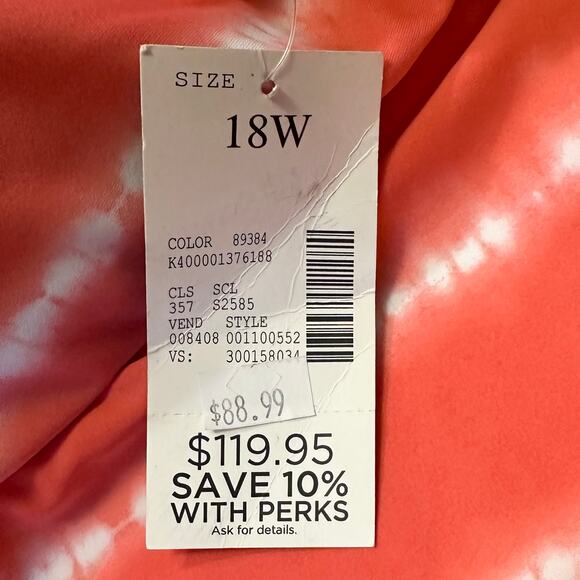 SIZE
18W
COLOR 89384
K400001376188
CLS SCL
357 S2585
VEND STYLE
008408 001100552
VS: 300158034
$88.99
$119.95
SAVE 10%
WITH PERKS
Ask for details.